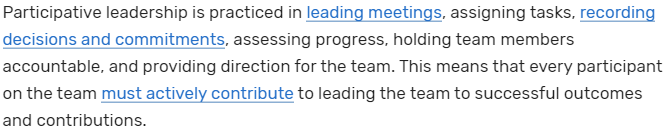 Participative leadership is practiced in leading meetings, assigning tasks, recording
decisions and commitments, assessing progress, holding team members
accountable, and providing direction for the team. This means that every participant
on the team must actively contribute to leading the team to successful outcomes
and contributions.